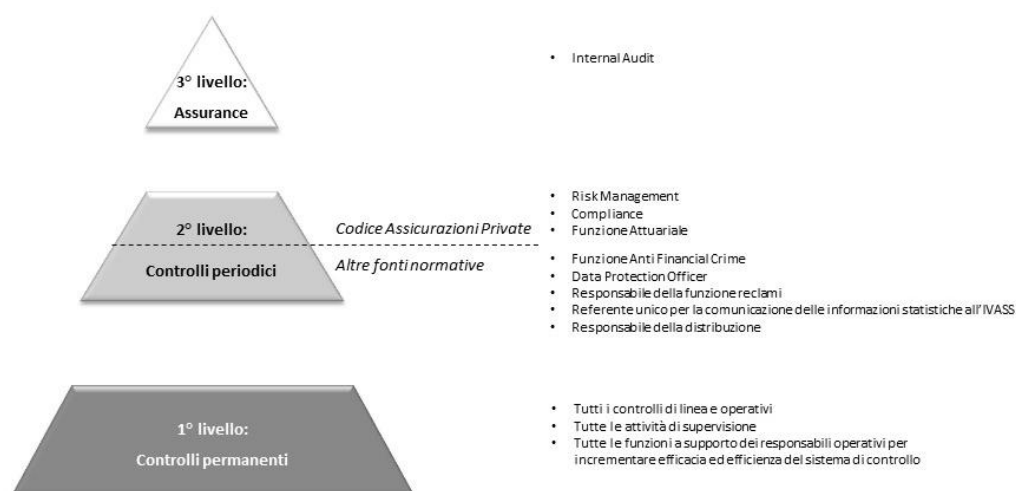 3° livello:
Assurance
• Internal Audit
2° livello:
Controlli periodici
Codice Assicurazioni Private
Altre fonti normative
• Risk Management
• Compliance
• Funzione Attuariale
• Funzione Anti Financial Crime
• Data Protection Officer
• Responsabile della funzione reclami
• Referente unico per la comunicazione delle informazioni statistiche all'IVASS
• Responsabile della distribuzione
1° livello:
Controlli permanenti
• Tutti i controlli di linea e operativi
• Tutte le attività di supervisione
• Tutte le funzioni a supporto dei responsabili operativi per
incrementare efficacia ed efficienza del sistema di controllo